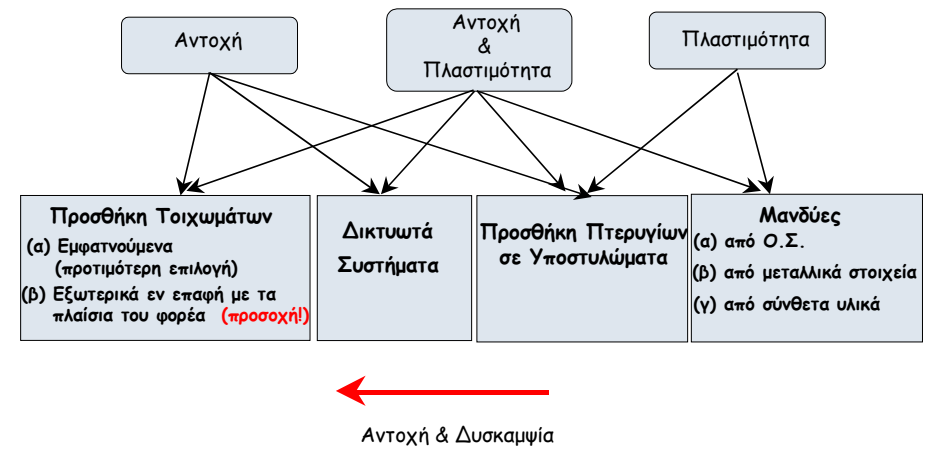 Αντοχή
Αντοχή
&
Πλαστιμότητα
Πλαστιμότητα
Προσθήκη Τοιχωμάτων
(α) Εμφατνούμενα
(προτιμότερη επιλογή)
(β) Εξωτερικά εν επαφή με τα
πλαίσια του φορέα (προσοχή!)
Δικτυωτά
Συστήματα
Προσθήκη Πτερυγίων
σε Υποστυλώματα
Μανδύες
(α) από Ο.Σ.
(β) από μεταλλικά στοιχεία
(γ) από σύνθετα υλικά
Αντοχή & Δυσκαμψία